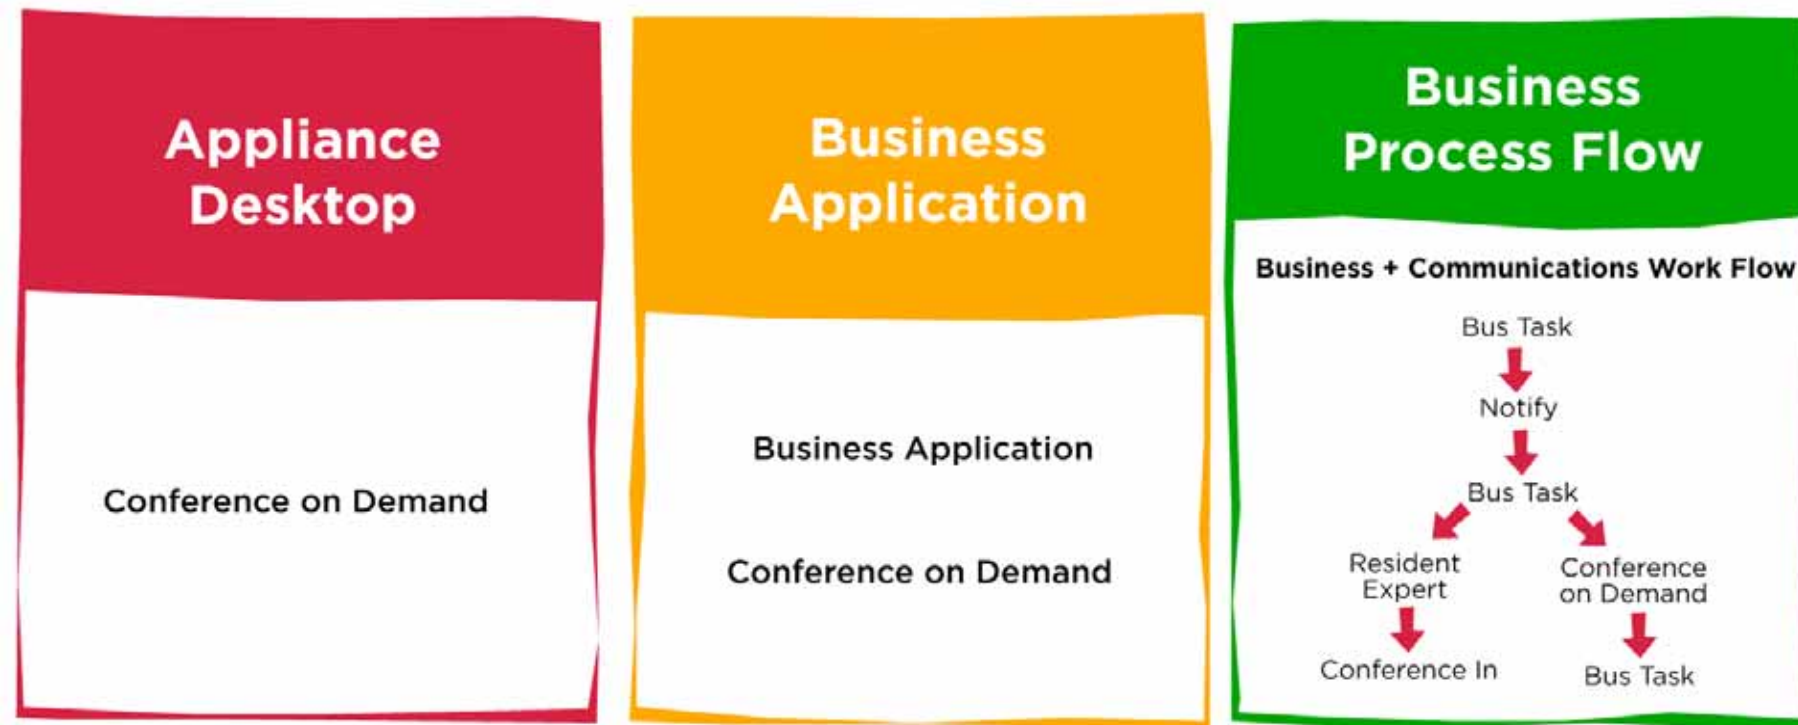 Appliance
Desktop
Conference on Demand
Business
Application
Business Application
Conference on Demand
Business
Process Flow
Business + Communications Work Flow
Bus Task
Notify
Bus Task
Resident
Expert
Conference
on Demand
Conference In
Bus Task